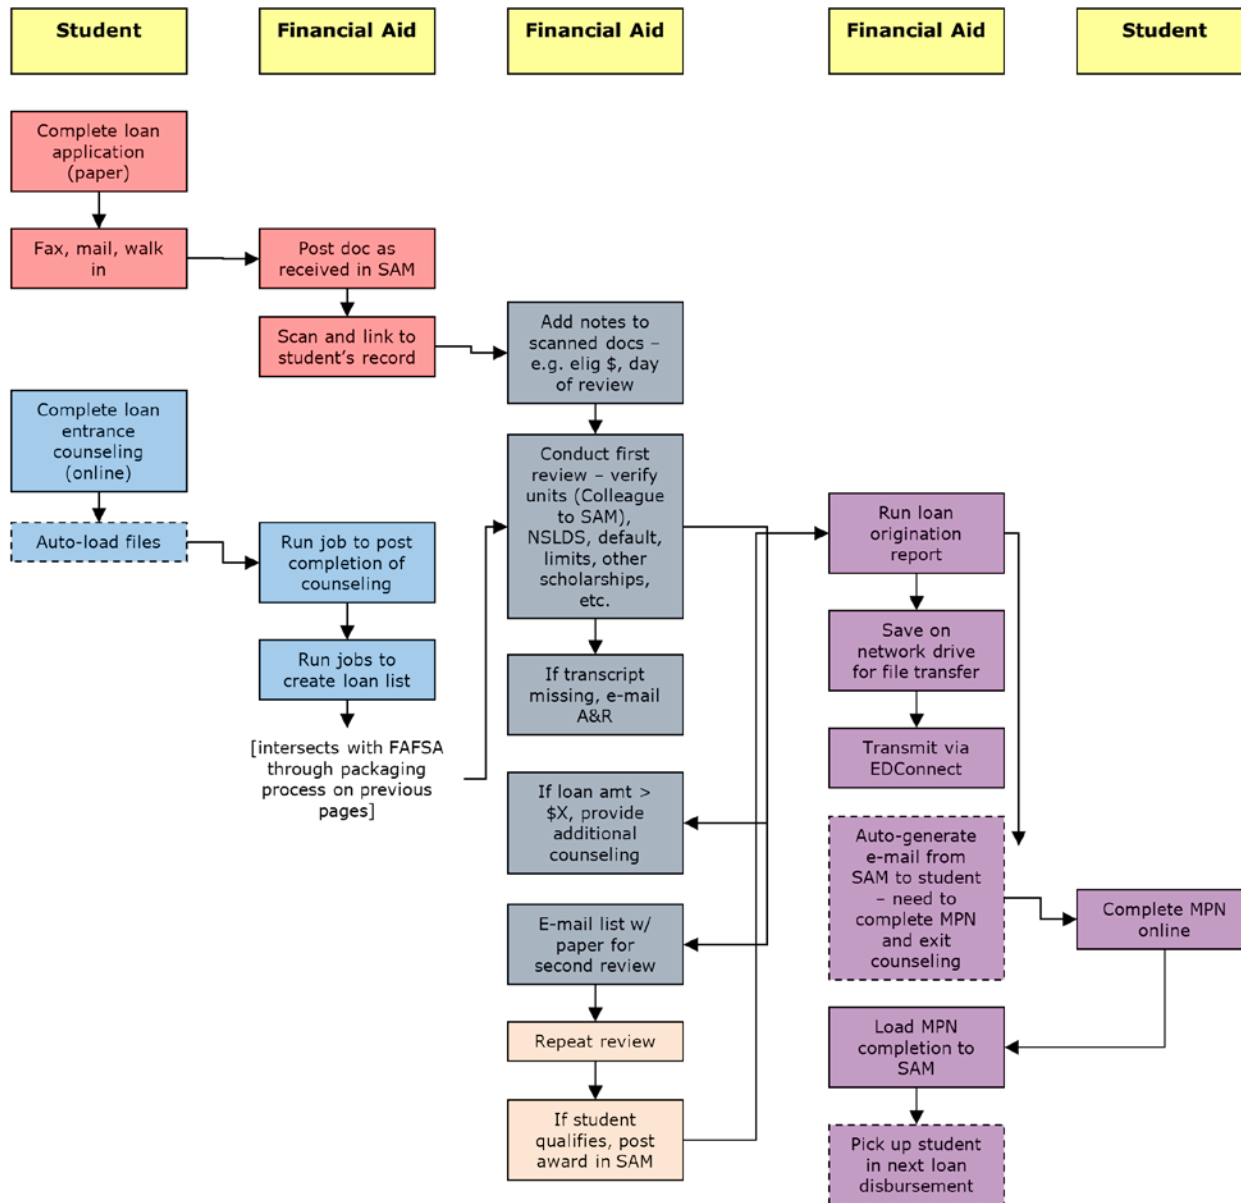 Student
Financial Aid
Financial Aid
Financial Aid
Student
Complete loan
application
(paper)
Fax, mail, walk
in
Post doc as
received in SAM
Scan and link to
student's record
Complete loan
entrance
counseling
(online)
Auto-load files
Run job to post
completion of
counseling
Run jobs to
create loan list
[intersects with FAFSA
through packaging
process on previous
pages]
Add notes to
scanned docs –
e.g. elig $, day
of review
Conduct first
review – verify
units (Colleague
to SAM),
NSLDS, default,
limits, other
scholarships,
etc.
If transcript
missing, e-mail
A&R
If loan amt >
$X, provide
additional
counseling
E-mail list w/
paper for
second review
Repeat review
If student
qualifies, post
award in SAM
Run loan
origination
report
Save on
network drive
for file transfer
Transmit via
EDConnect
Auto-generate
e-mail from
SAM to student
– need to
complete MPN
and exit
counseling
Complete MPN
online
Load MPN
completion to
SAM
Pick up student
in next loan
disbursement